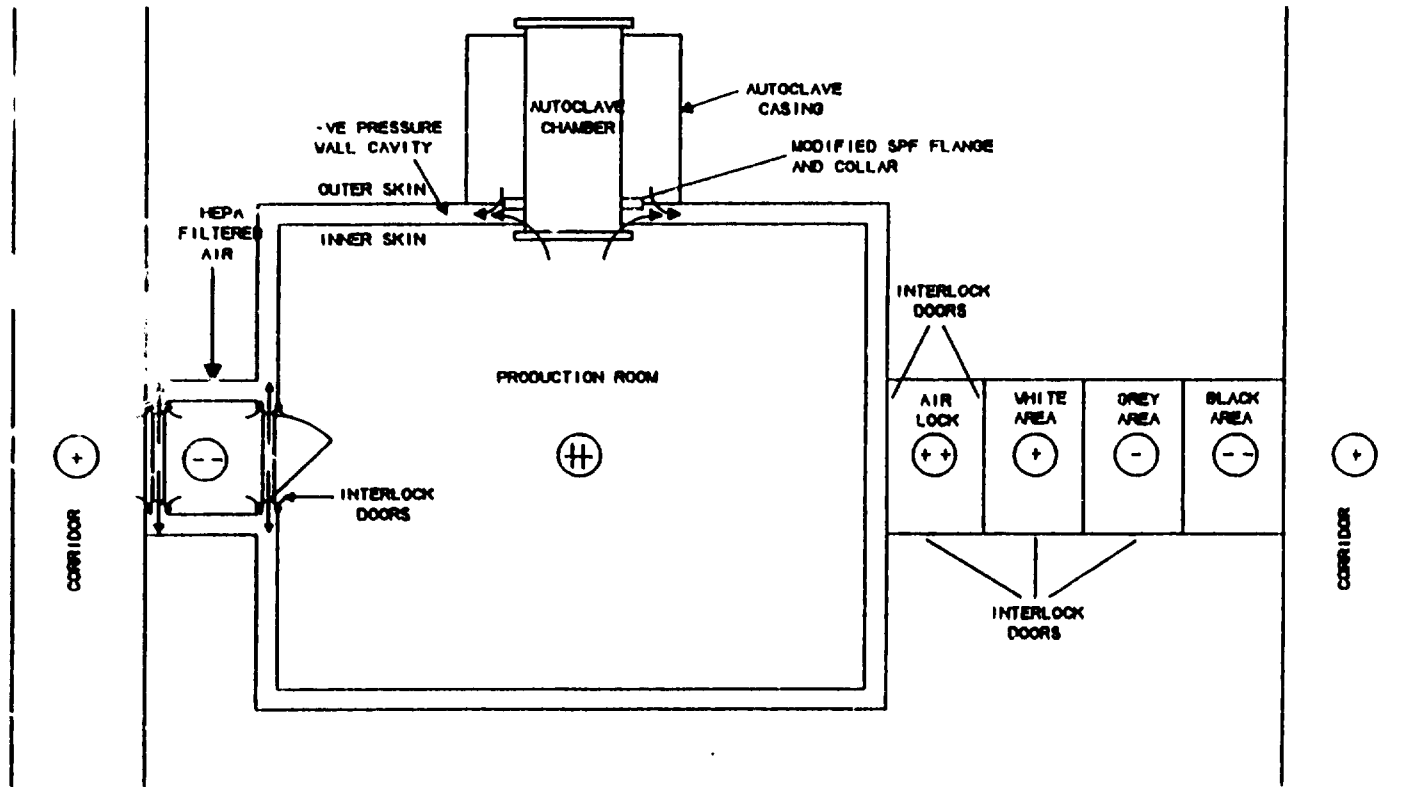 AUTOCLAVE
CHAMBER
AUTOCLAVE
CASING
-VE PRESSURE
WALL CAVITY
MODIFIED SPF FLANGE
AND COLLAR
OUTER SKIN
INNER SKIN
HEPA
FILTERED
AIR
INTERLOCK
DOORS
PRODUCTION ROOM
AIR
LOCK
WHITE
AREA
GREY
AREA
BLACK
AREA
+
--
++
++
+
-
--
+
INTERLOCK
DOORS
CORRIDOR
CORRIDOR
INTERLOCK
DOORS